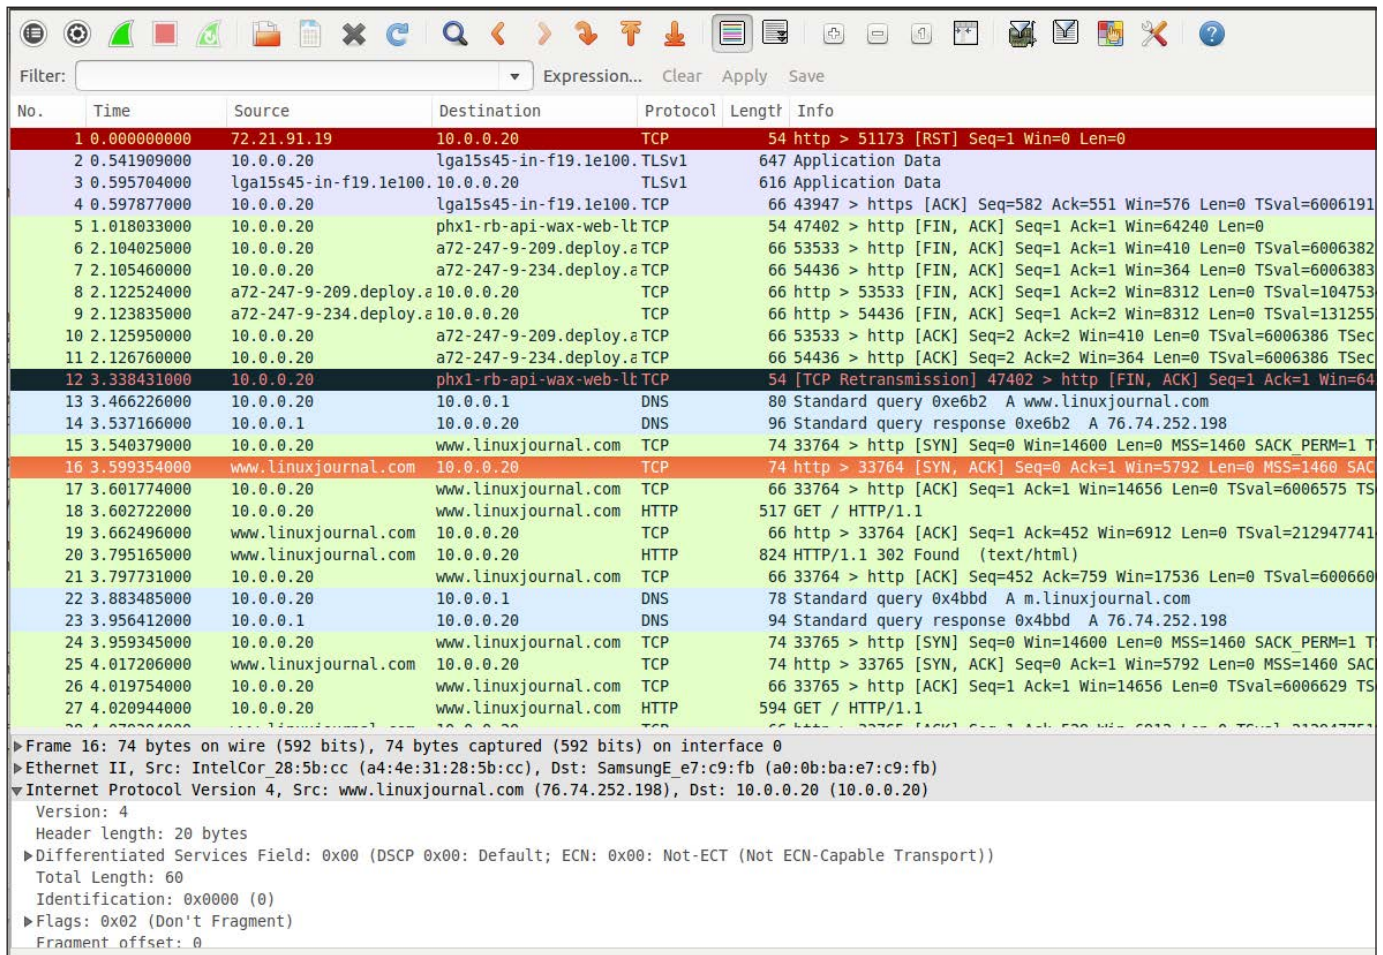 Filter: Expression... Clear Apply Save
No. Time Source Destination Protocol Length Info
1 0.000000000 72.21.91.19 10.0.0.20 TCP 54 http > 51173 [RST] Seq=1 Win=0 Len=0
2 0.541909000 10.0.0.20 lga15s45-in-f19.1e100. TLSv1 647 Application Data
3 0.595704000 lga15s45-in-f19.1e100. 10.0.0.20 TLSv1 616 Application Data
4 0.597877000 10.0.0.20 lga15s45-in-f19.1e100. TCP 66 43947 > https [ACK] Seq=582 Ack=551 Win=576 Len=0 TSval=6006191
5 1.018033000 10.0.0.20 phx1-rb-api-wax-web-lb TCP 54 47402 > http [FIN, ACK] Seq=1 Ack=1 Win=64240 Len=0
6 2.104025000 10.0.0.20 a72-247-9-209.deploy.a TCP 66 53533 > http [FIN, ACK] Seq=1 Ack=1 Win=410 Len=0 TSval=6006382
7 2.105460000 10.0.0.20 a72-247-9-234.deploy.a TCP 66 54436 > http [FIN, ACK] Seq=1 Ack=1 Win=364 Len=0 TSval=6006383
8 2.122524000 a72-247-9-209.deploy.a 10.0.0.20 TCP 66 http > 53533 [FIN, ACK] Seq=1 Ack=2 Win=8312 Len=0 TSval=104753
9 2.123835000 a72-247-9-234.deploy.a 10.0.0.20 TCP 66 http > 54436 [FIN, ACK] Seq=1 Ack=2 Win=8312 Len=0 TSval=131255
10 2.125950000 10.0.0.20 a72-247-9-209.deploy.a TCP 66 53533 > http [ACK] Seq=2 Ack=2 Win=410 Len=0 TSval=6006386 TSec
11 2.126760000 10.0.0.20 a72-247-9-234.deploy.a TCP 66 54436 > http [ACK] Seq=2 Ack=2 Win=364 Len=0 TSval=6006386 TSec
12 3.338431000 10.0.0.20 phx1-rb-api-wax-web-lb TCP 54 [TCP Retransmission] 47402 > http [FIN, ACK] Seq=1 Ack=1 Win=64
13 3.466226000 10.0.0.20 10.0.0.1 DNS 80 Standard query 0xe6b2 A www.linuxjournal.com
14 3.537166000 10.0.0.1 10.0.0.20 DNS 96 Standard query response 0xe6b2 A 76.74.252.198
15 3.540379000 10.0.0.20 www.linuxjournal.com TCP 74 33764 > http [SYN] Seq=0 Win=14600 Len=0 MSS=1460 SACK_PERM=1 T
16 3.599354000 www.linuxjournal.com 10.0.0.20 TCP 74 http > 33764 [SYN, ACK] Seq=0 Ack=1 Win=5792 Len=0 MSS=1460 SAC
17 3.601774000 10.0.0.20 www.linuxjournal.com TCP 66 33764 > http [ACK] Seq=1 Ack=1 Win=14656 Len=0 TSval=6006575 TS
18 3.602722000 10.0.0.20 www.linuxjournal.com HTTP 517 GET / HTTP/1.1
19 3.662496000 www.linuxjournal.com 10.0.0.20 TCP 66 http > 33764 [ACK] Seq=1 Ack=452 Win=6912 Len=0 TSval=212947741
20 3.795165000 www.linuxjournal.com 10.0.0.20 HTTP 824 HTTP/1.1 302 Found (text/html)
21 3.797731000 10.0.0.20 www.linuxjournal.com TCP 66 33764 > http [ACK] Seq=452 Ack=759 Win=17536 Len=0 TSval=600660
22 3.883485000 10.0.0.20 10.0.0.1 DNS 78 Standard query 0x4bbd A m.linuxjournal.com
23 3.956412000 10.0.0.1 10.0.0.20 DNS 94 Standard query response 0x4bbd A 76.74.252.198
24 3.959345000 10.0.0.20 www.linuxjournal.com TCP 74 33765 > http [SYN] Seq=0 Win=14600 Len=0 MSS=1460 SACK_PERM=1 T
25 4.017206000 www.linuxjournal.com 10.0.0.20 TCP 74 http > 33765 [SYN, ACK] Seq=0 Ack=1 Win=5792 Len=0 MSS=1460 SAC
26 4.019754000 10.0.0.20 www.linuxjournal.com TCP 66 33765 > http [ACK] Seq=1 Ack=1 Win=14656 Len=0 TSval=6006629 TS
27 4.020944000 10.0.0.20 www.linuxjournal.com HTTP 594 GET / HTTP/1.1
Frame 16: 74 bytes on wire (592 bits), 74 bytes captured (592 bits) on interface 0
Ethernet II, Src: IntelCor_28:5b:cc (a4:4e:31:28:5b:cc), Dst: SamsungE_e7:c9:fb (a0:0b:ba:e7:c9:fb)
Internet Protocol Version 4, Src: www.linuxjournal.com (76.74.252.198), Dst: 10.0.0.20 (10.0.0.20)
Version: 4
Header length: 20 bytes
Differentiated Services Field: 0x00 (DSCP 0x00: Default; ECN: 0x00: Not-ECT (Not ECN-Capable Transport))
Total Length: 60
Identification: 0x0000 (0)
Flags: 0x02 (Don't Fragment)
Fragment offset: 0